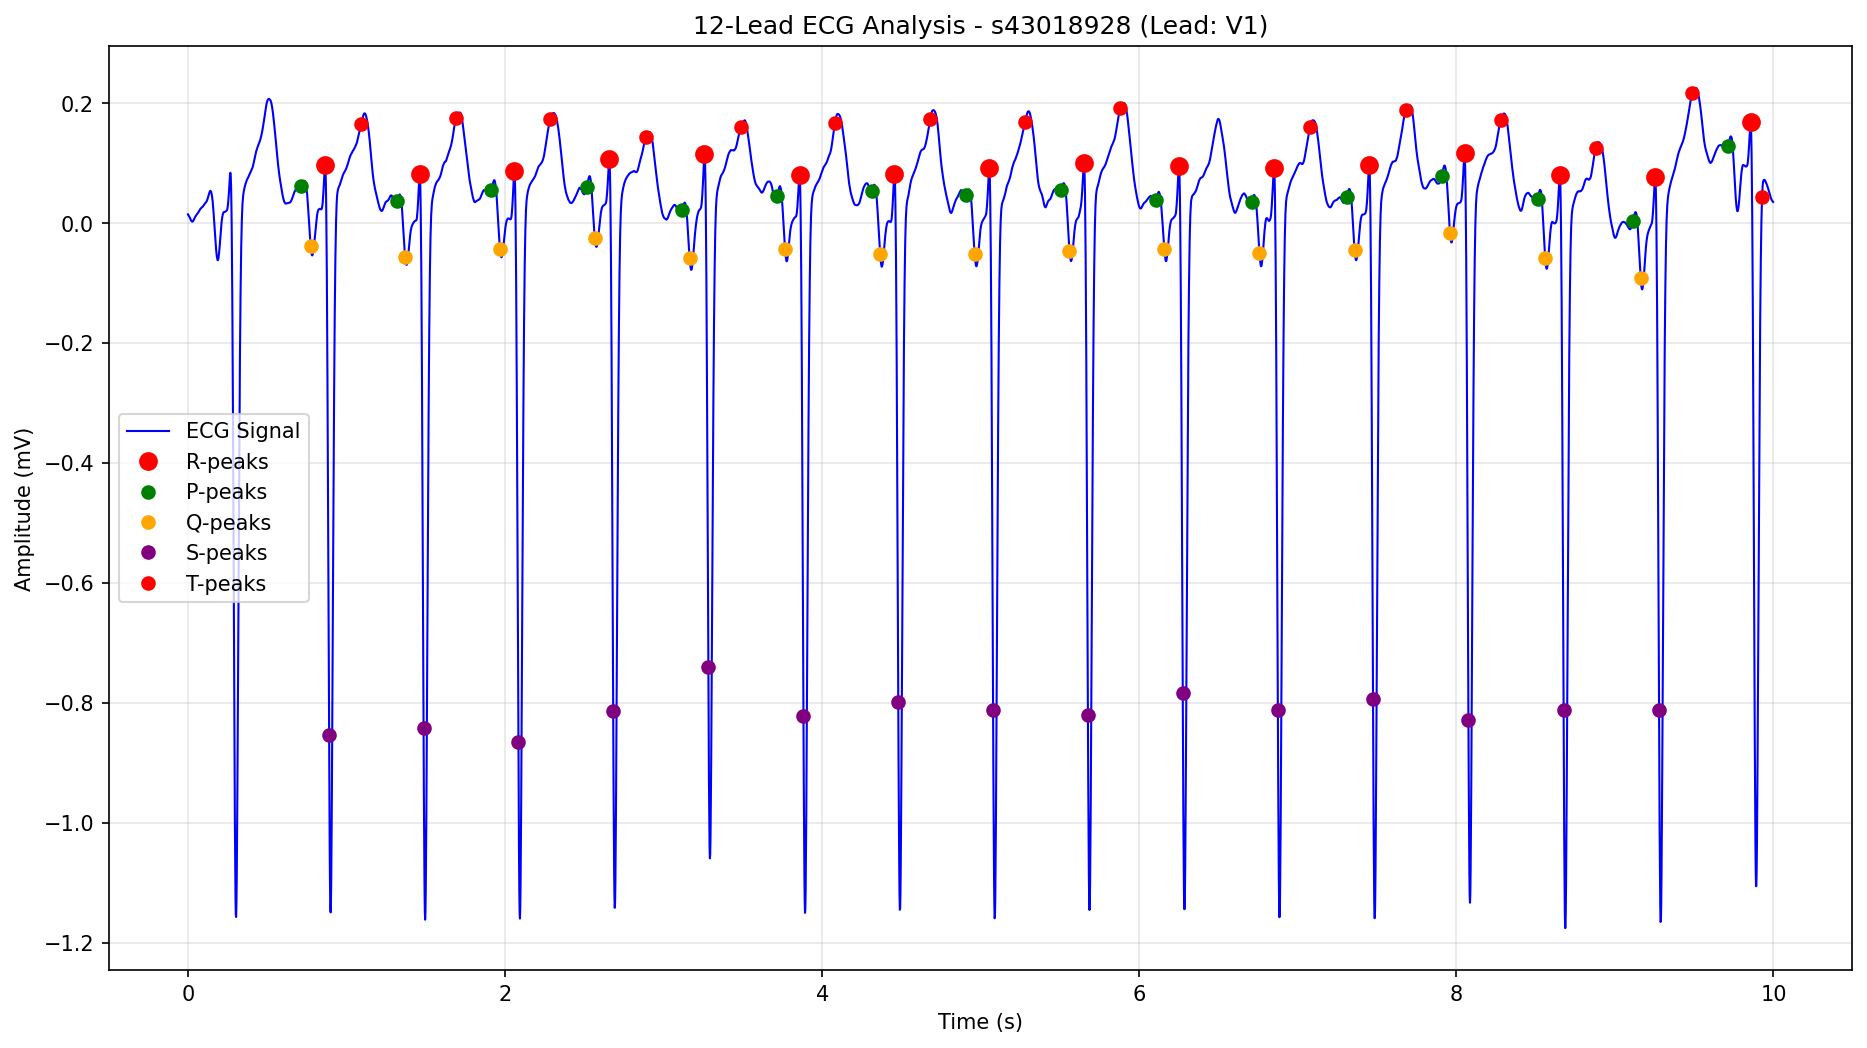 12-Lead ECG Analysis - s43018928 (Lead: V1)
0.2
0.0
−0.2
−0.4
−0.6
−0.8
−1.0
−1.2
Amplitude (mV)
ECG Signal
R-peaks
P-peaks
Q-peaks
S-peaks
T-peaks
0 2 4 6 8 10
Time (s)